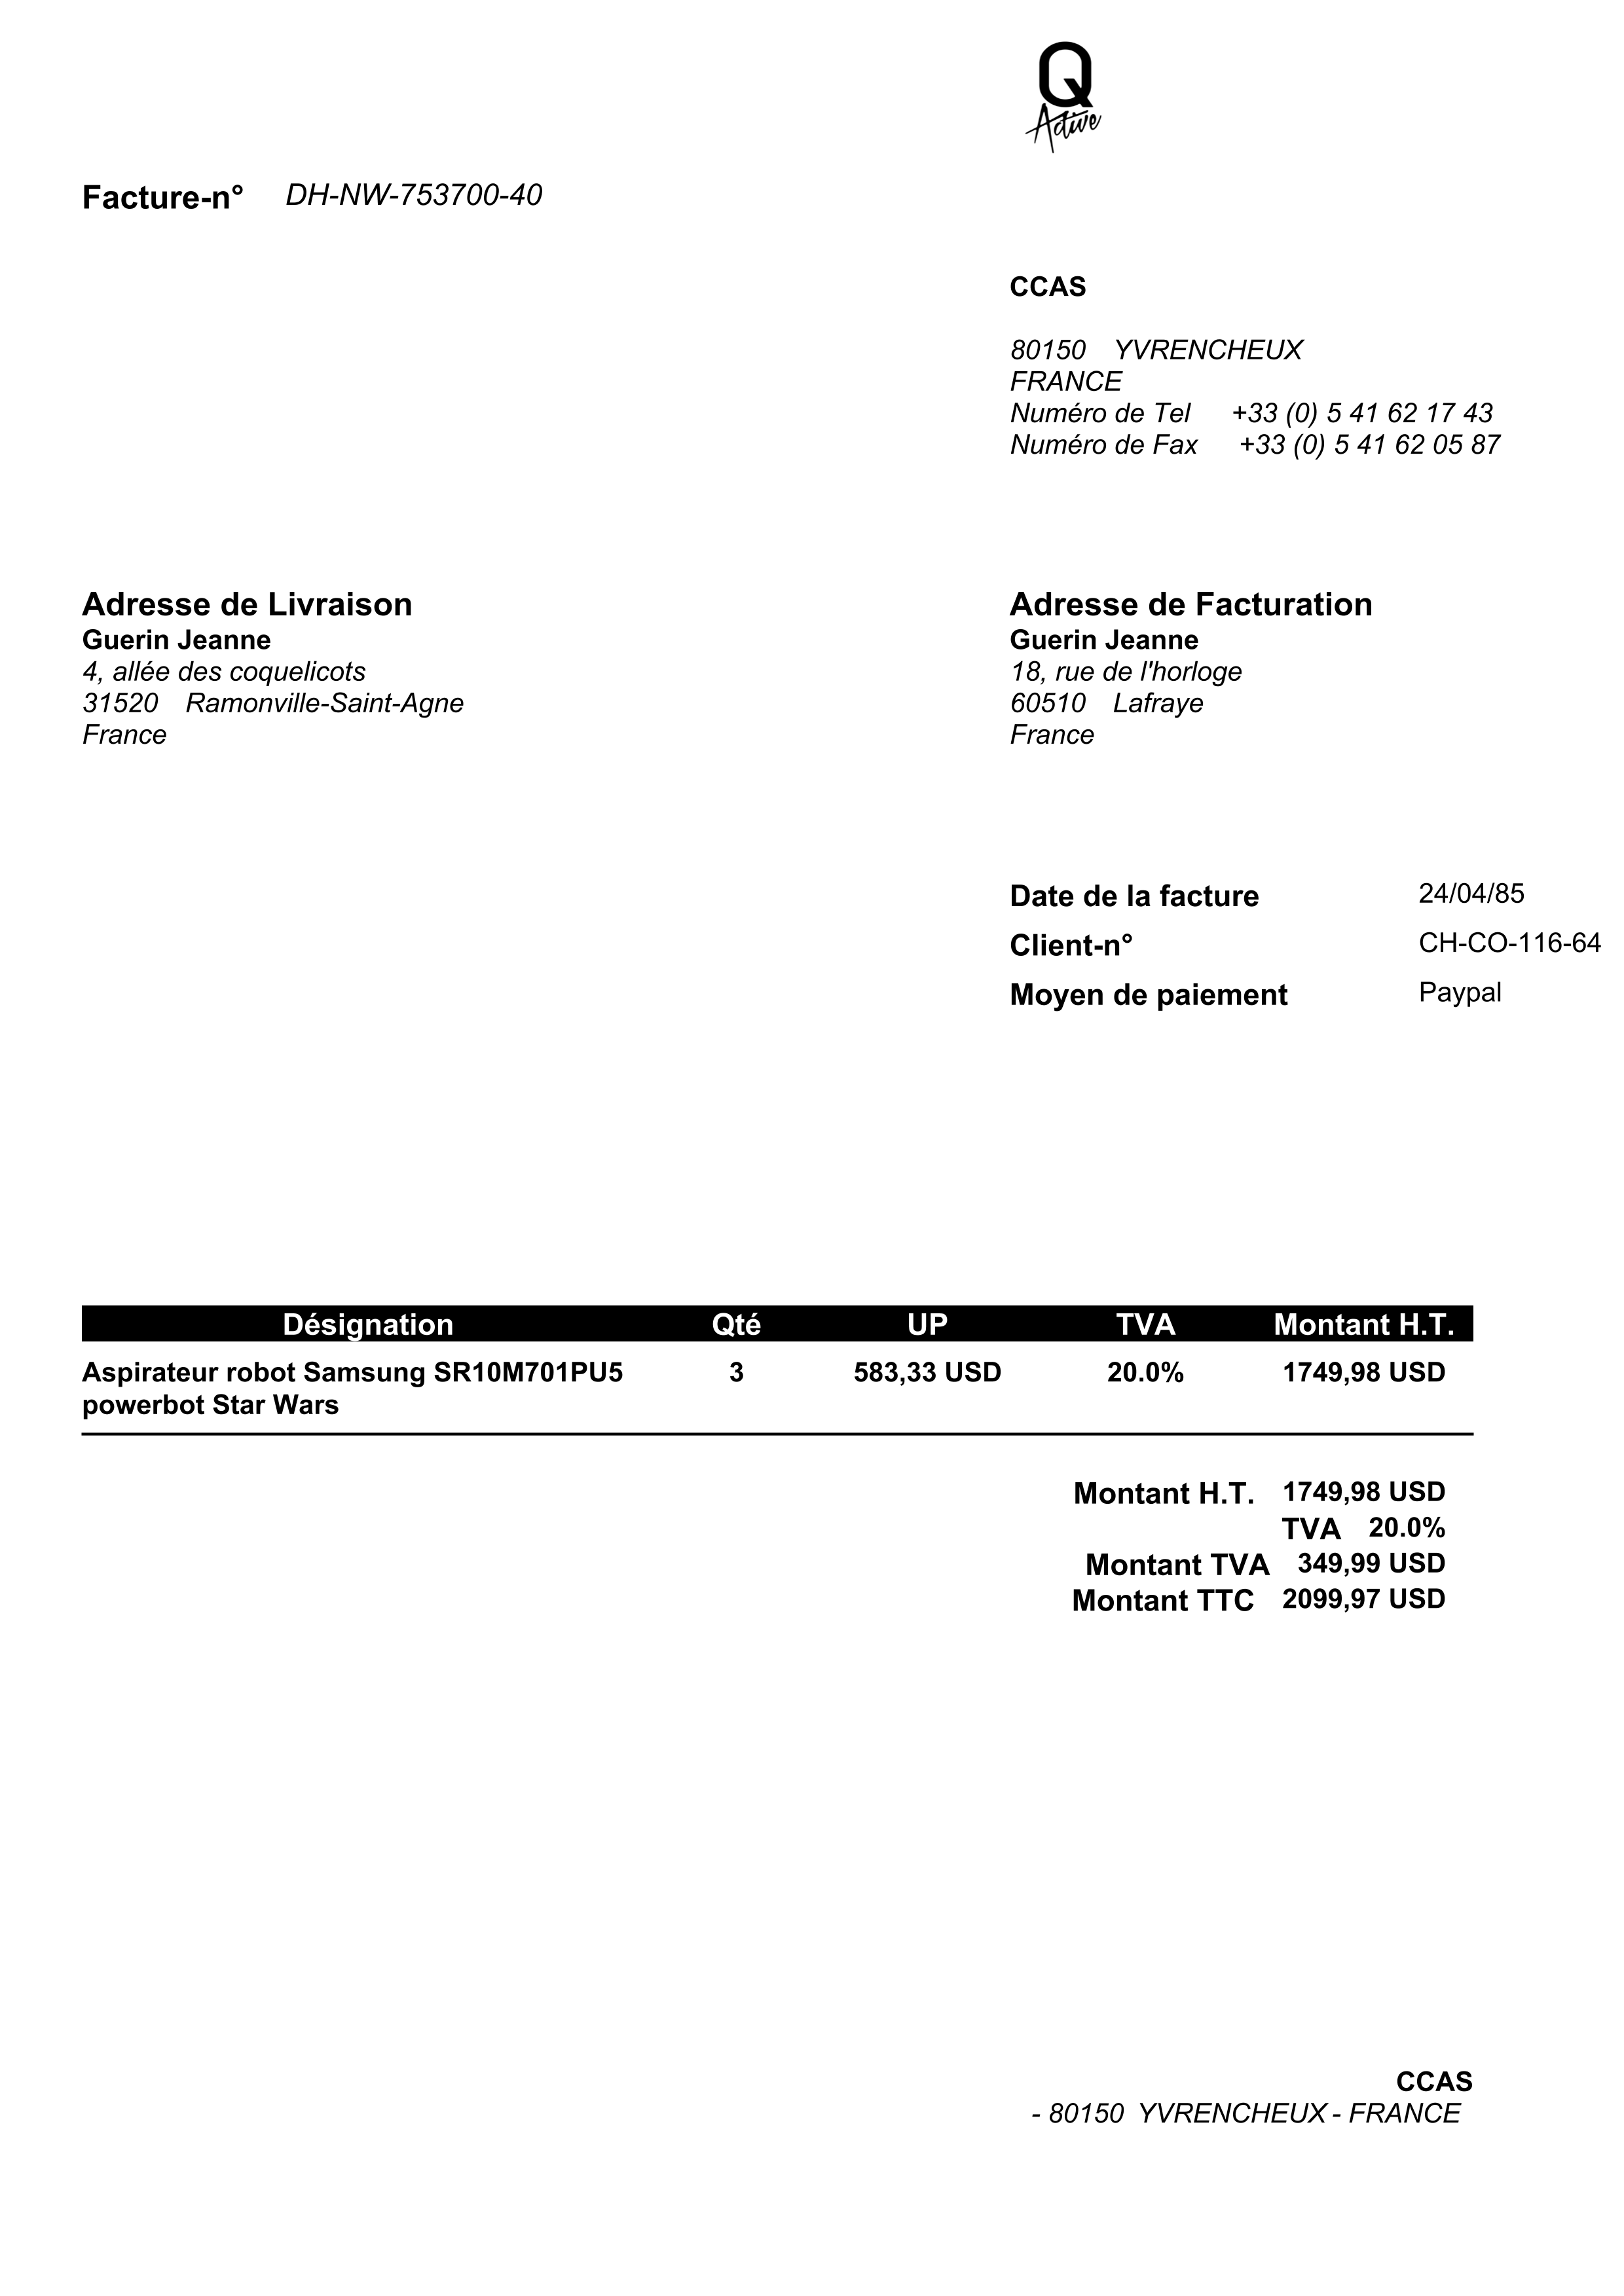 Q
Active
Facture-n° DH-NW-753700-40
CCAS
80150 YVRENCHEUX
FRANCE
Numéro de Tel +33 (0) 5 41 62 17 43
Numéro de Fax +33 (0) 5 41 62 05 87
Adresse de Livraison
Guerin Jeanne
4, allée des coquelicots
31520 Ramonville-Saint-Agne
France
Adresse de Facturation
Guerin Jeanne
18, rue de l'horloge
60510 Lafraye
France
Date de la facture 24/04/85
Client-n° CH-CO-116-64
Moyen de paiement Paypal
Désignation Qté UP TVA Montant H.T.
Aspirateur robot Samsung SR10M701PU5 3 583,33 USD 20.0% 1749,98 USD
powerbot Star Wars
Montant H.T. 1749,98 USD
TVA 20.0%
Montant TVA 349,99 USD
Montant TTC 2099,97 USD
CCAS
- 80150 YVRENCHEUX - FRANCE